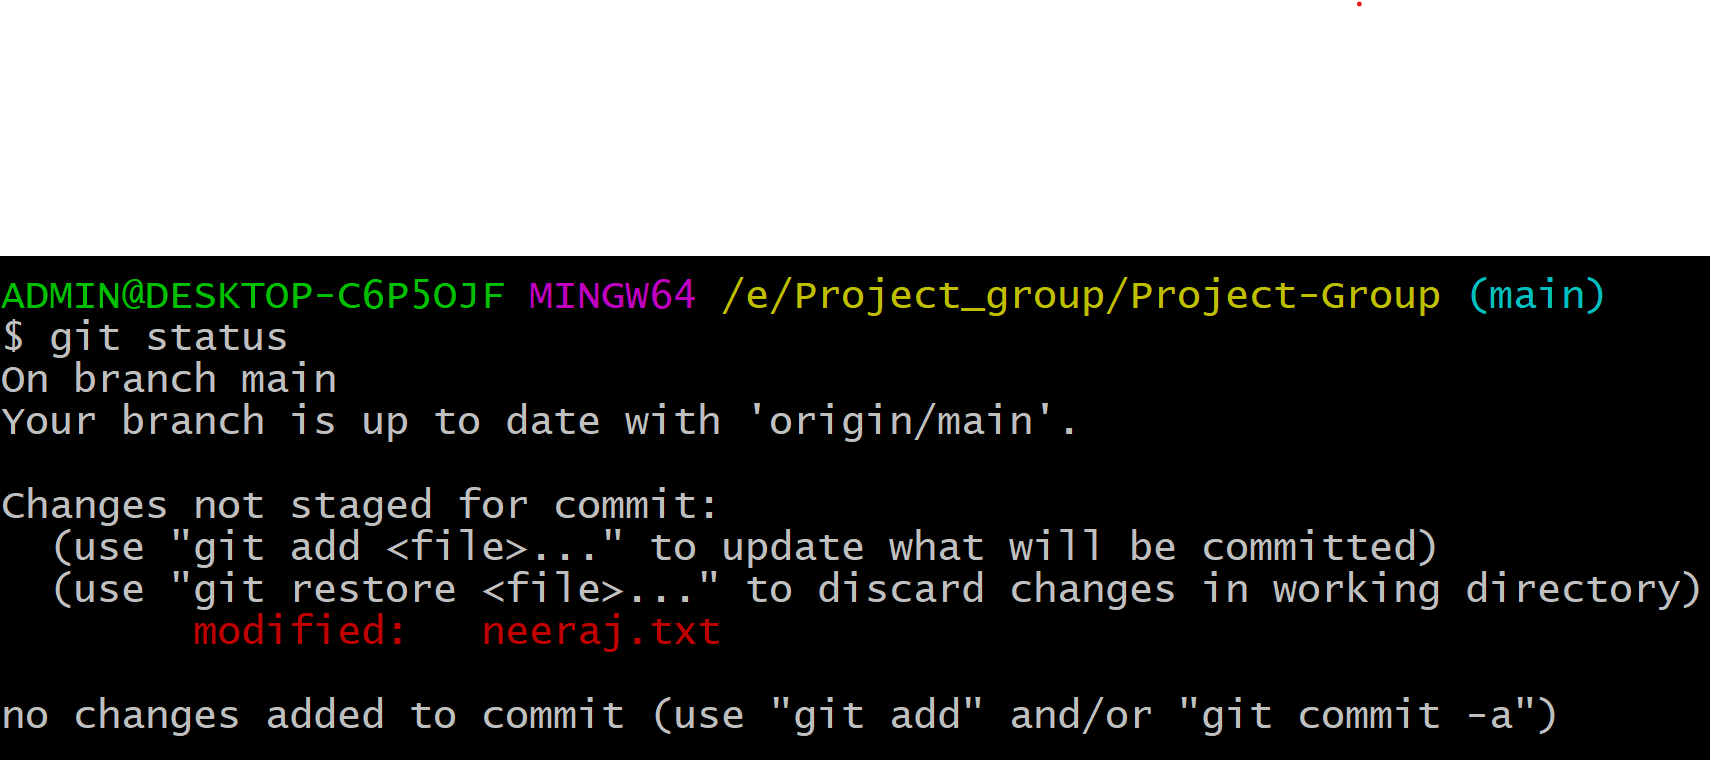 ADMIN@DESKTOP-C6P5OJF MINGW64 /e/Project_group/Project-Group (main)
$ git status
On branch main
Your branch is up to date with 'origin/main'.
Changes not staged for commit:
  (use "git add <file>..." to update what will be committed)
  (use "git restore <file>..." to discard changes in working directory)
        modified:   neeraj.txt
no changes added to commit (use "git add" and/or "git commit -a")